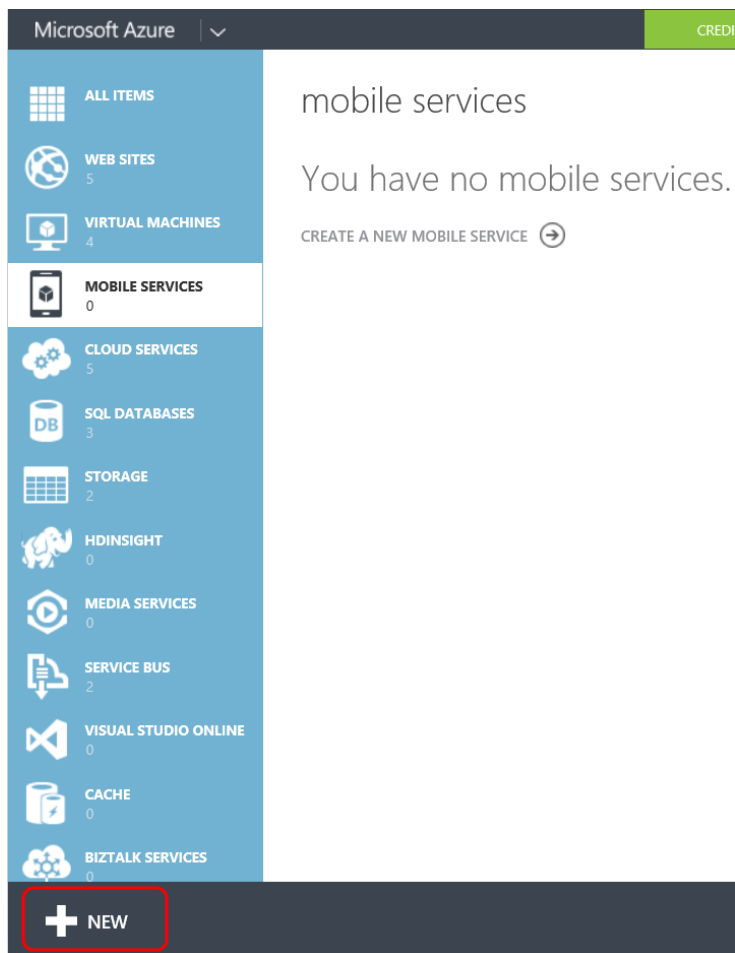 Microsoft Azure
CREDI
ALL ITEMS
mobile services
WEB SITES
5
You have no mobile services.
VIRTUAL MACHINES
4
CREATE A NEW MOBILE SERVICE
MOBILE SERVICES
0
CLOUD SERVICES
5
SQL DATABASES
3
DB
STORAGE
2
HDINSIGHT
0
MEDIA SERVICES
0
SERVICE BUS
2
VISUAL STUDIO ONLINE
0
CACHE
0
BIZTALK SERVICES
0
NEW